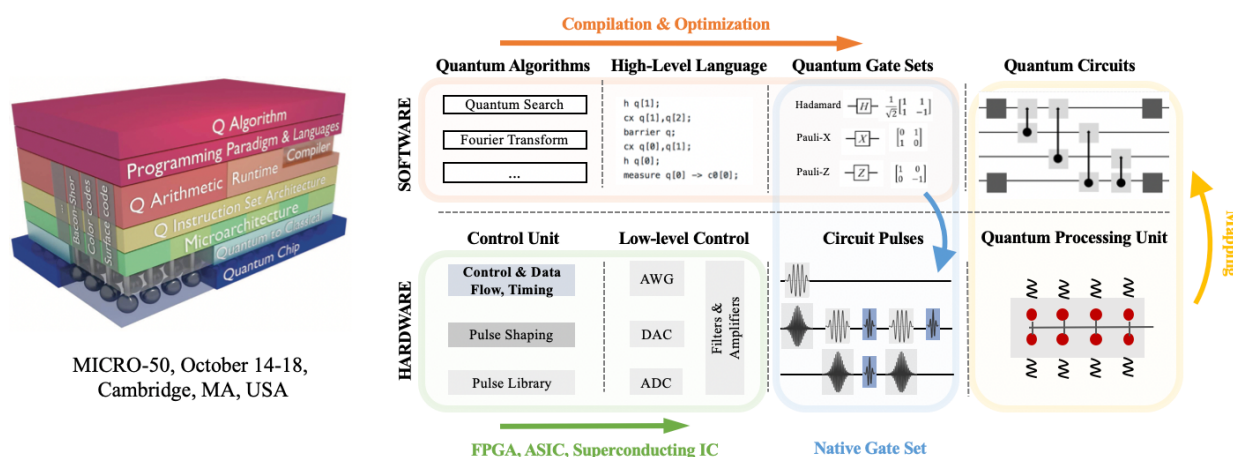 Q Algorithm
Programming Paradigm & Languages
Q Arithmetic
Runtime
Compiler
Q Instruction Set Architecture
Microarchitecture
Quantum to Classical
Quantum Chip
Bacon-Shor
Color codes
Surface code
MICRO-50, October 14-18,
Cambridge, MA, USA
Compilation & Optimization
Quantum Algorithms
High-Level Language
Quantum Gate Sets
Quantum Circuits
SOFTWARE
Quantum Search
Fourier Transform
...
h q[1];
cx q[1],q[2];
barrier q;
cx q[0],q[1];
h q[0];
measure q[0] -> c0[0];
Hadamard H 1/√2 [1 1
1 -1]
Pauli-X X [0 1
1 0]
Pauli-Z Z [1 0
0 -1]
HARDWARE
Control Unit
Low-level Control
Circuit Pulses
Quantum Processing Unit
Control & Data
Flow, Timing
Pulse Shaping
Pulse Library
AWG
DAC
ADC
Filters &
Amplifiers
Mapping
FPGA, ASIC, Superconducting IC
Native Gate Set